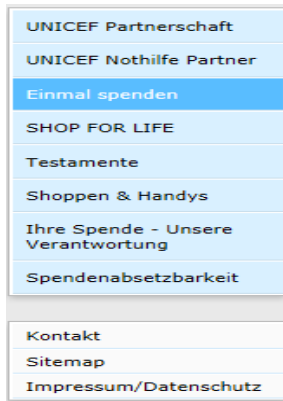 UNICEF Partnerschaft
UNICEF Nothilfe Partner
Einmal spenden
SHOP FOR LIFE
Testamente
Shoppen & Handys
Ihre Spende - Unsere
Verantwortung
Spendenabsetzbarkeit
Kontakt
Sitemap
Impressum/Datenschutz